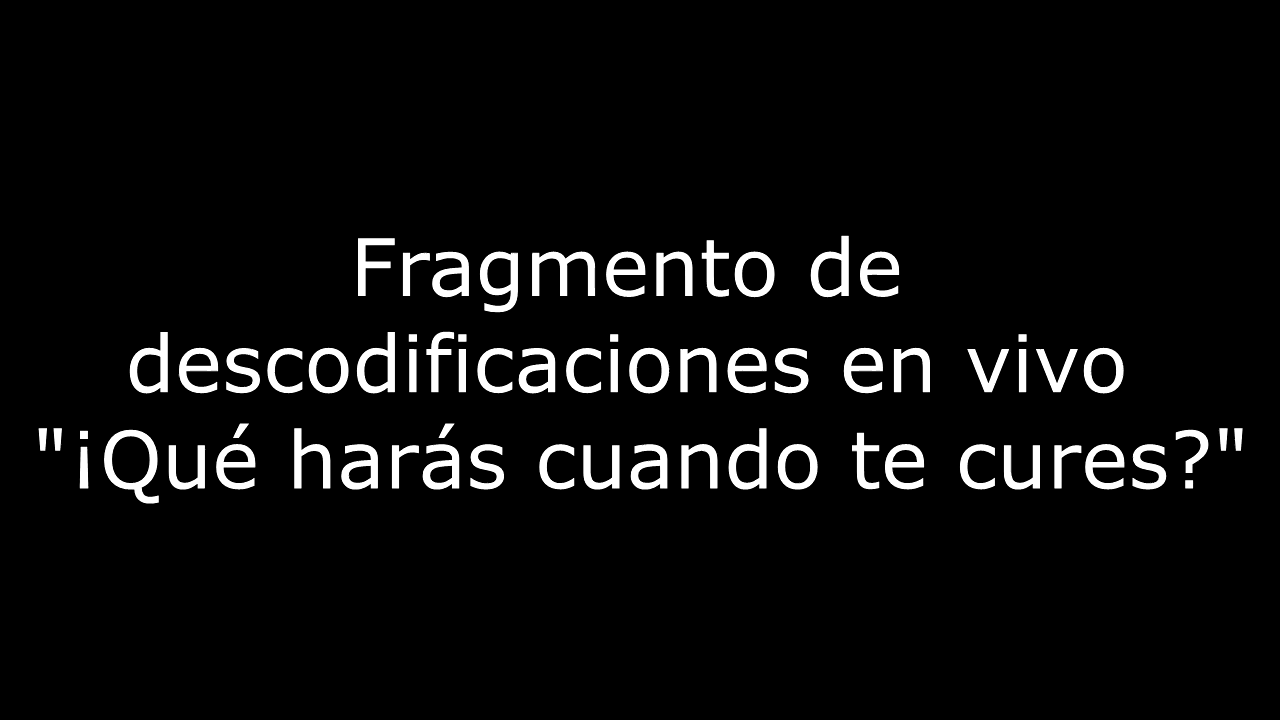 Fragmento de
descodificaciones en vivo
"¡Qué harás cuando te cures?"